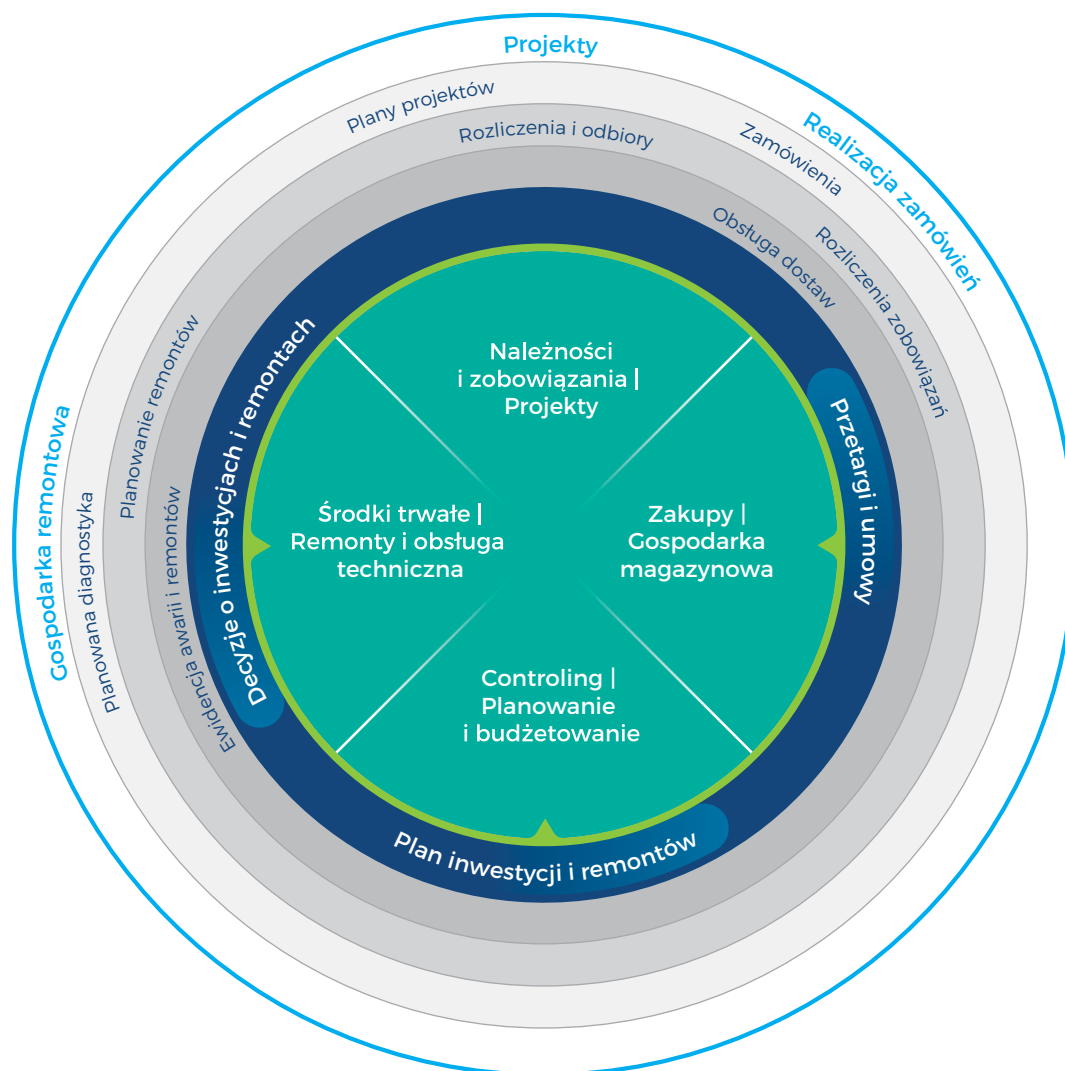 Projekty
Realizacja zamówień
Gospodarka remontowa
Plany projektów
Zamówienia
Planowana diagnostyka
Rozliczenia i odbiory
Rozliczenia zobowiązań
Planowanie remontów
Obsługa dostaw
Ewidencja awarii i remontów
Decyzje o inwestycjach i remontach
Przetargi i umowy
Plan inwestycji i remontów
Należności
i zobowiązania |
Projekty
Środki trwałe |
Remonty i obsługa
techniczna
Zakupy |
Gospodarka
magazynowa
Controling |
Planowanie
i budżetowanie